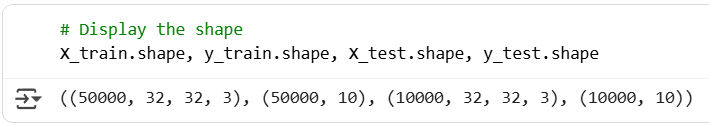 # Display the shape
X_train.shape, y_train.shape, X_test.shape, y_test.shape
((50000, 32, 32, 3), (50000, 10), (10000, 32, 32, 3), (10000, 10))